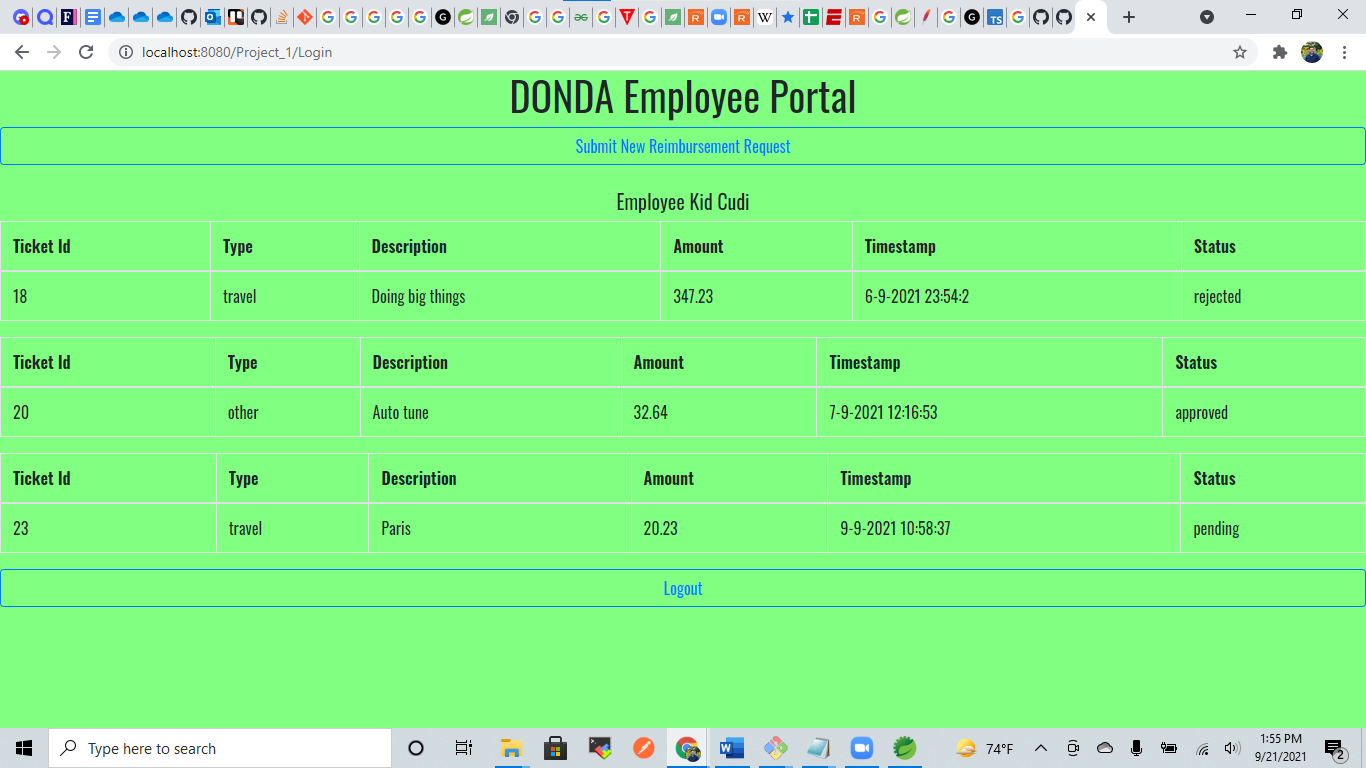 localhost:8080/Project_1/Login
DONDA Employee Portal
Submit New Reimbursement Request
Employee Kid Cudi
Ticket Id Type Description Amount Timestamp Status
18 travel Doing big things 347.23 6-9-2021 23:54:2 rejected
Ticket Id Type Description Amount Timestamp Status
20 other Auto tune 32.64 7-9-2021 12:16:53 approved
Ticket Id Type Description Amount Timestamp Status
23 travel Paris 20.23 9-9-2021 10:58:37 pending
Logout
Type here to search
74°F
1:55 PM
9/21/2021
2